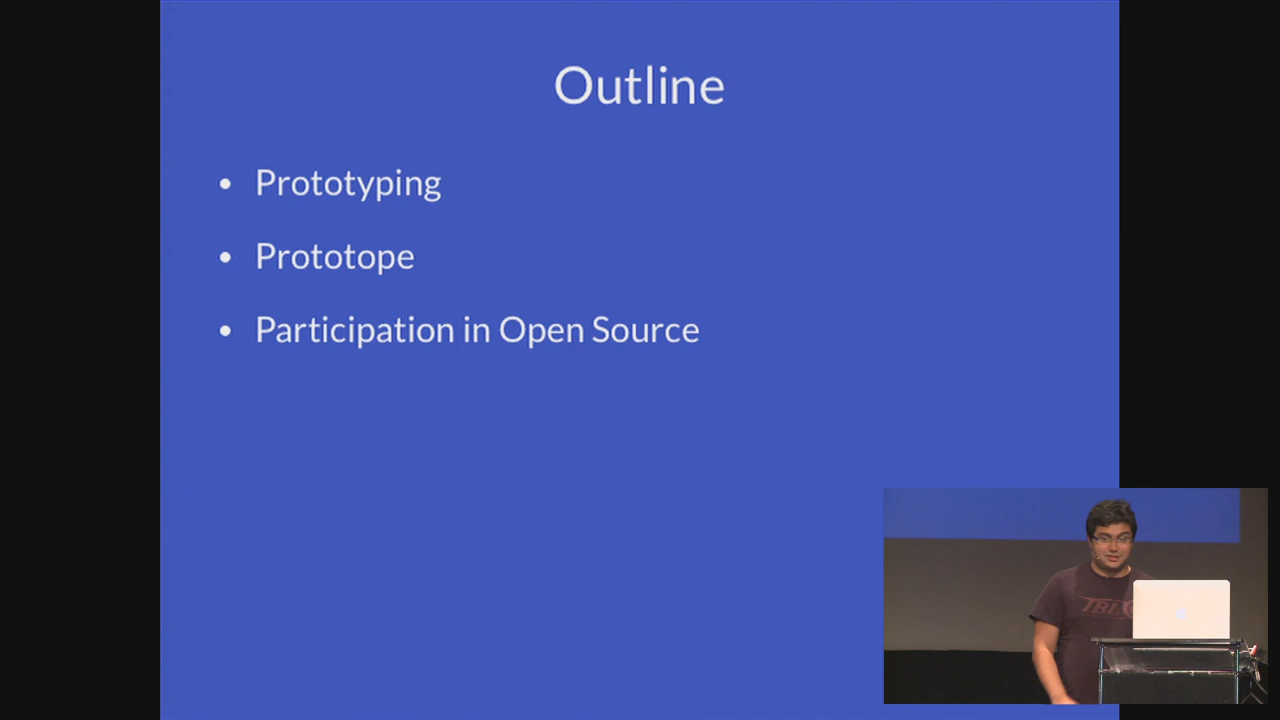 Outline
• Prototyping
• Prototope
• Participation in Open Source